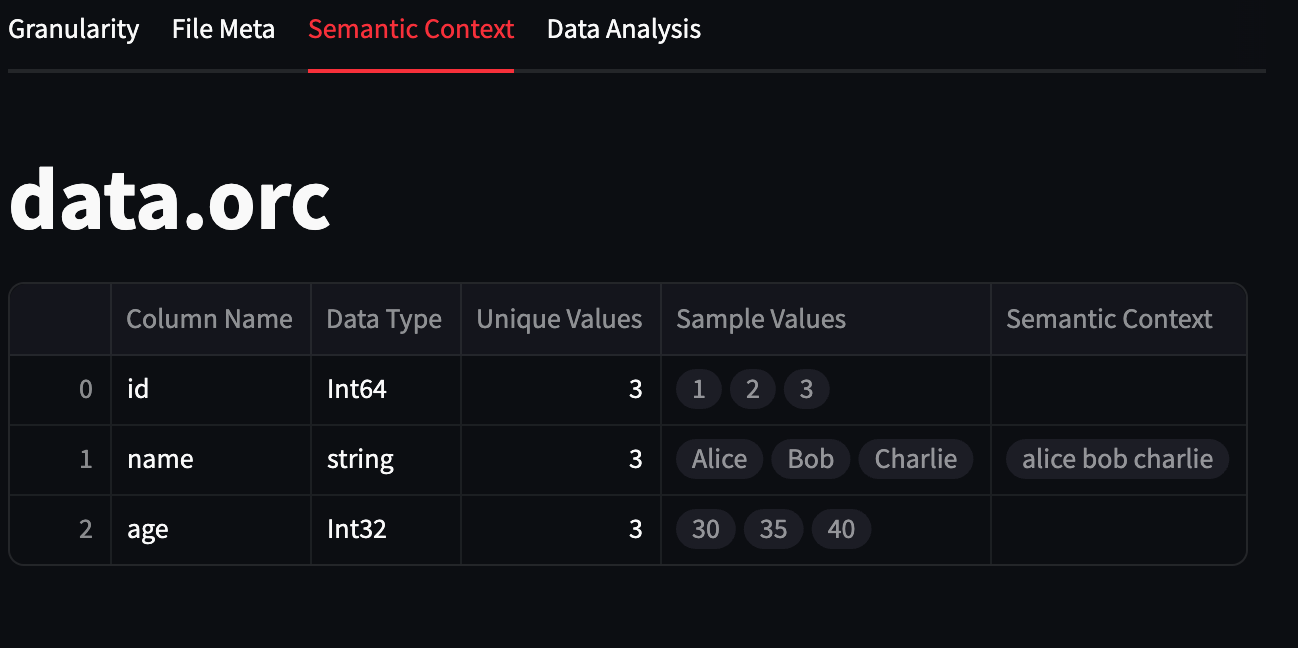 Granularity File Meta Semantic Context Data Analysis
data.orc
Column Name Data Type Unique Values Sample Values Semantic Context
0 id Int64 3 1 2 3
1 name string 3 Alice Bob Charlie alice bob charlie
2 age Int32 3 30 35 40